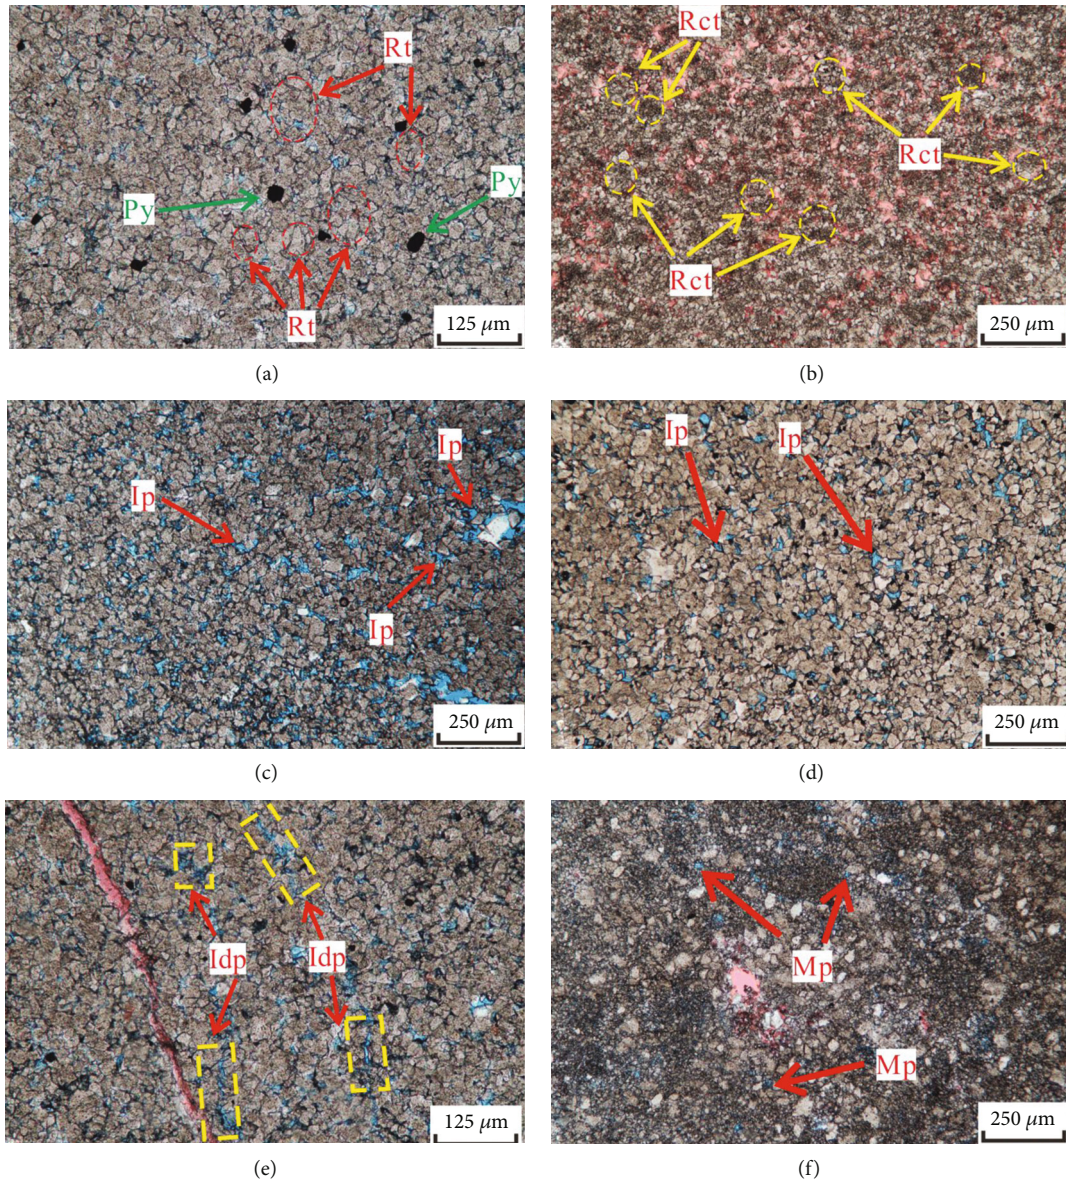 Rt
Py
Py
Rt
125 μm
(a)
Rct
Rct
Rct
250 μm
(b)
Ip
Ip
Ip
250 μm
(c)
Ip
Ip
250 μm
(d)
Idp
Idp
125 μm
(e)
Mp
Mp
250 μm
(f)